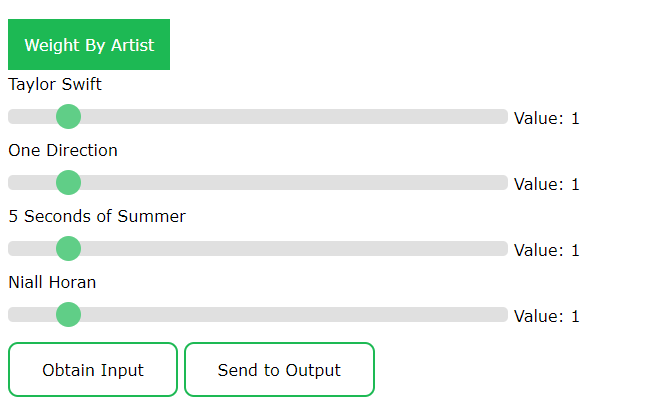 Weight By Artist
Taylor Swift
Value: 1
One Direction
Value: 1
5 Seconds of Summer
Value: 1
Niall Horan
Value: 1
Obtain Input Send to Output